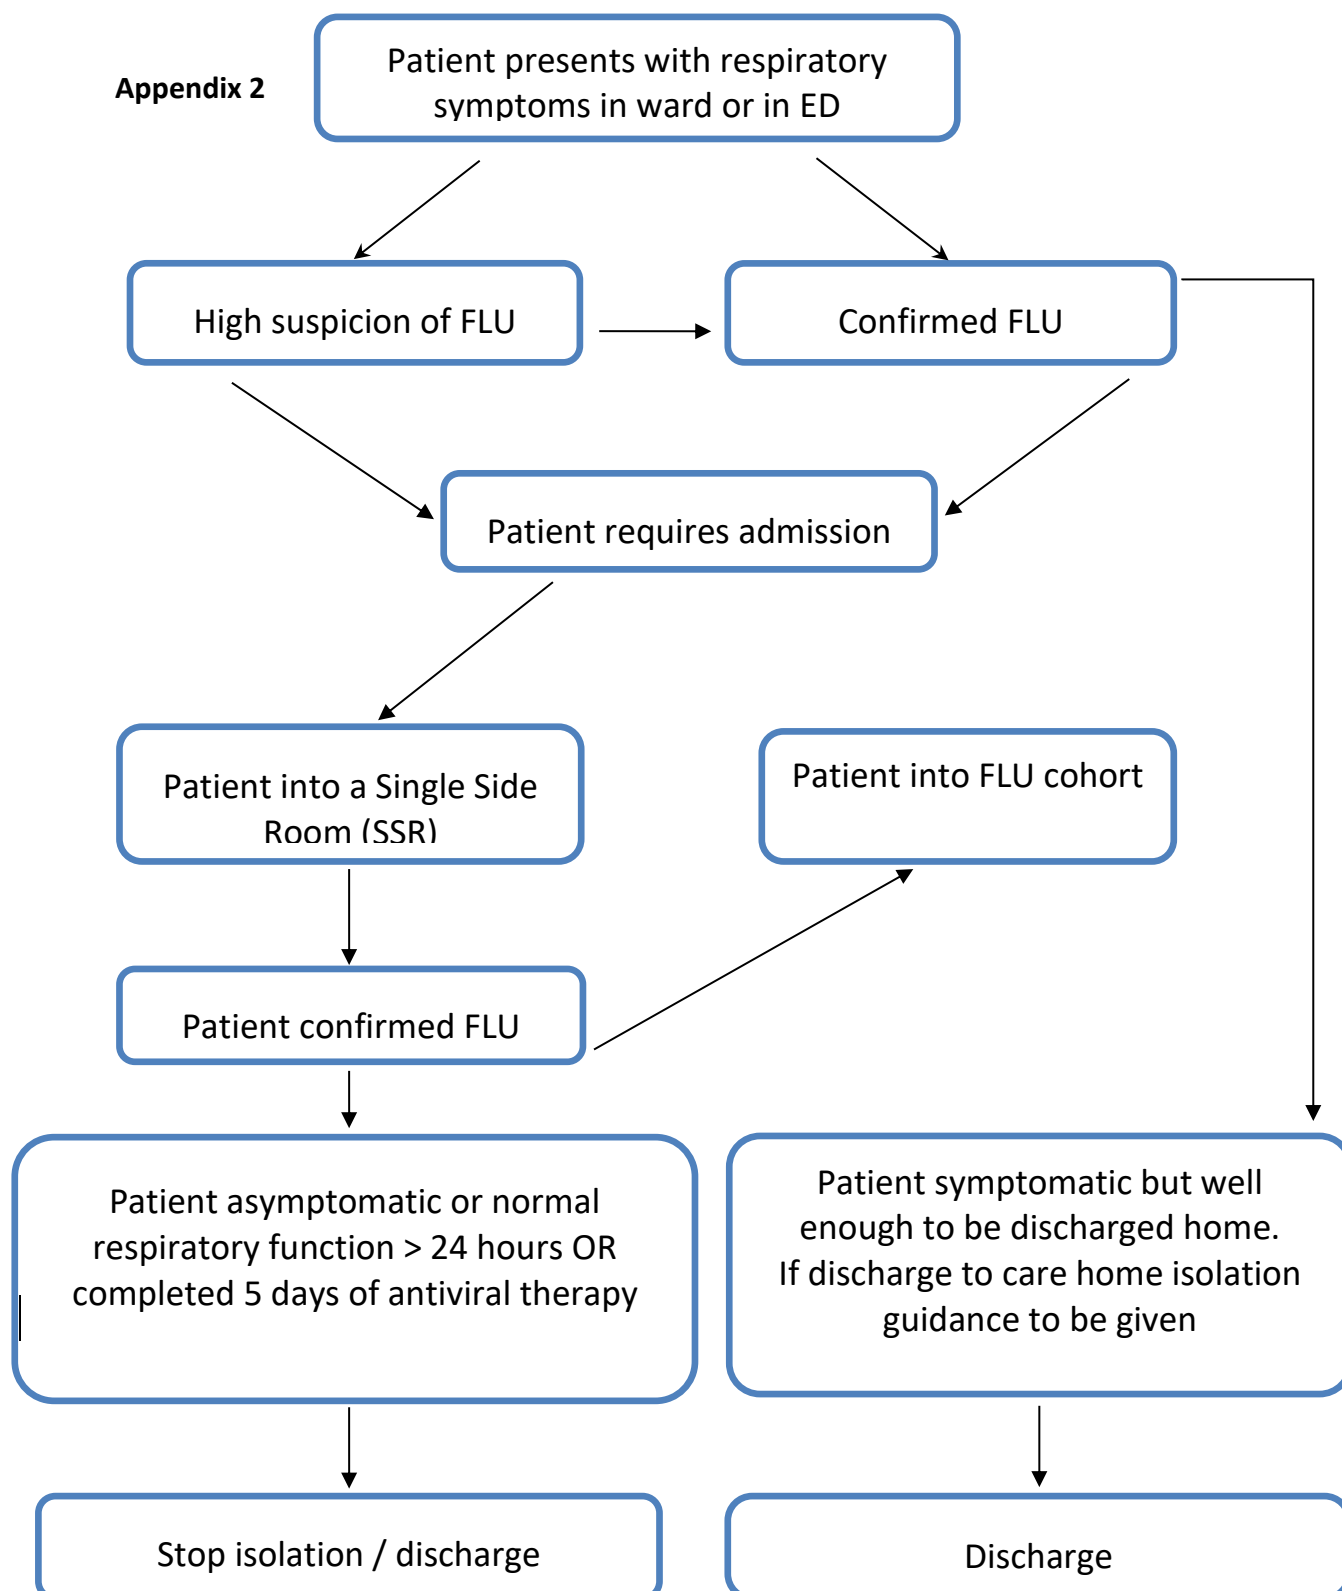 Appendix 2
Patient presents with respiratory
symptoms in ward or in ED
High suspicion of FLU
Confirmed FLU
Patient requires admission
Patient into a Single Side
Room (SSR)
Patient into FLU cohort
Patient confirmed FLU
Patient asymptomatic or normal
respiratory function > 24 hours OR
completed 5 days of antiviral therapy
Patient symptomatic but well
enough to be discharged home.
If discharge to care home isolation
guidance to be given
Stop isolation / discharge
Discharge